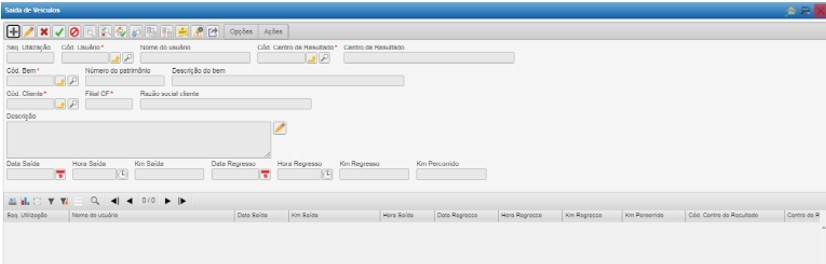 Saída de Veículos
Opções Ações
Seq. Utilização Cód. Usuário* Nome do usuário Cód. Centro de Resultado* Centro de Resultado
Cód. Bem* Número do patrimônio Descrição do bem
Cód. Cliente* Filial CF* Razão social cliente
Descrição
Data Saída Hora Saída Km Saída Data Regresso Hora Regresso Km Regresso Km Percorrido
0 / 0
Seq. Utilização Nome do usuário Data Saída Km Saída Hora Saída Data Regresso Hora Regresso Km Regresso Km Percorrido Cód. Centro de Resultado Centro de R